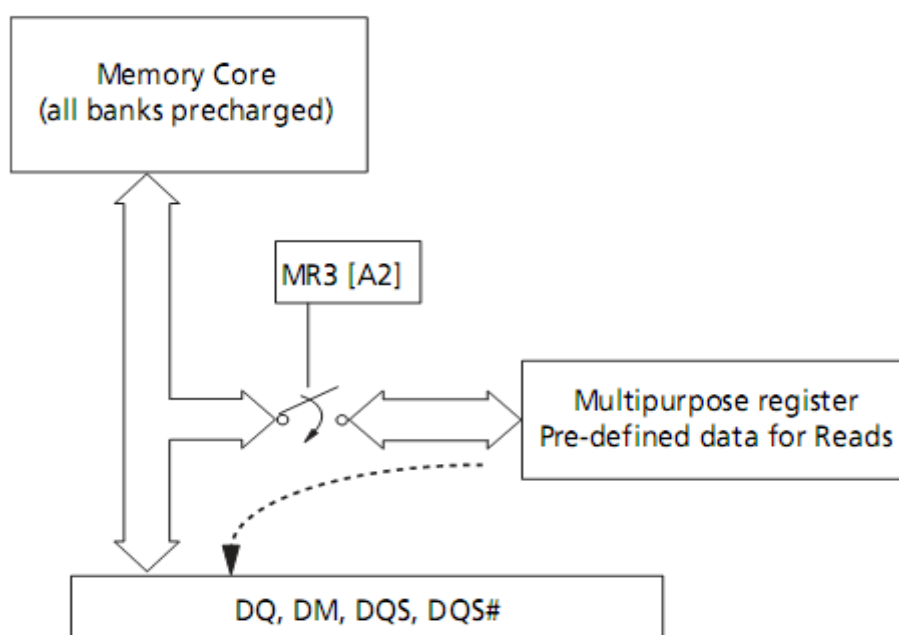 Memory Core
(all banks precharged)
MR3 [A2]
Multipurpose register
Pre-defined data for Reads
DQ, DM, DQS, DQS#